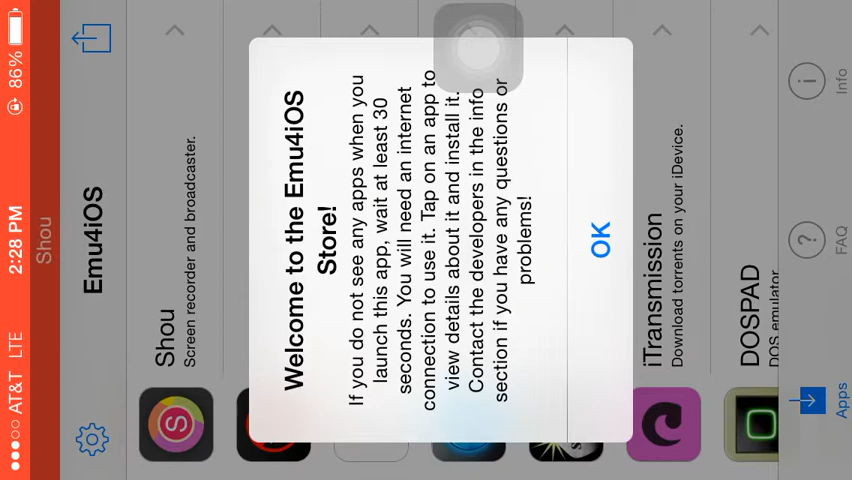 ●●●○○ AT&T LTE 2:28 PM 86%
Shou
Emu4iOS
Shou
Screen recorder and broadcaster.
Welcome to the Emu4iOS
Store!
If you do not see any apps when you
launch this app, wait at least 30
seconds. You will need an internet
connection to use it. Tap on an app to
view details about it and install it.
Contact the developers in the info
section if you have any questions or
problems!
OK
iTransmission
Download torrents on your iDevice.
DOSPAD
DOS emulator
Apps
FAQ
Info